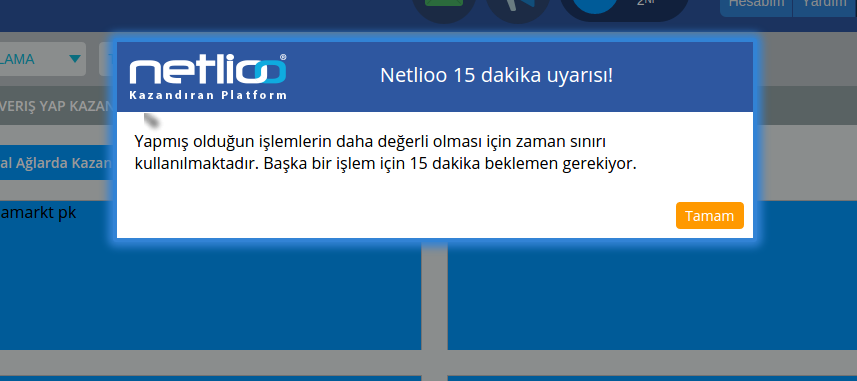 2
Hesabım
Yardım
LAMA
netlioo®
Kazandıran Platform
Netlioo 15 dakika uyarısı!
VERİŞ YAP KAZAN
Yapmış olduğun işlemlerin daha değerli olması için zaman sınırı
kullanılmaktadır. Başka bir işlem için 15 dakika beklemen gerekiyor.
al Ağlarda Kazan
Tamam
amarkt pk